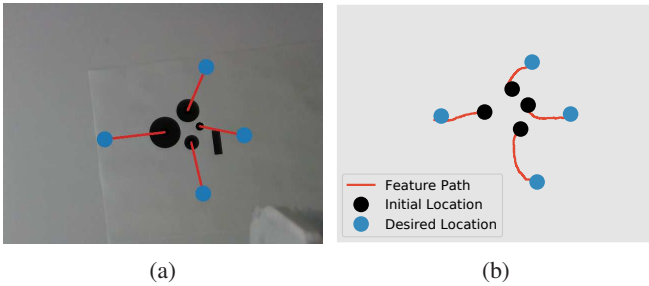 Feature Path
Initial Location
Desired Location
(a)
(b)